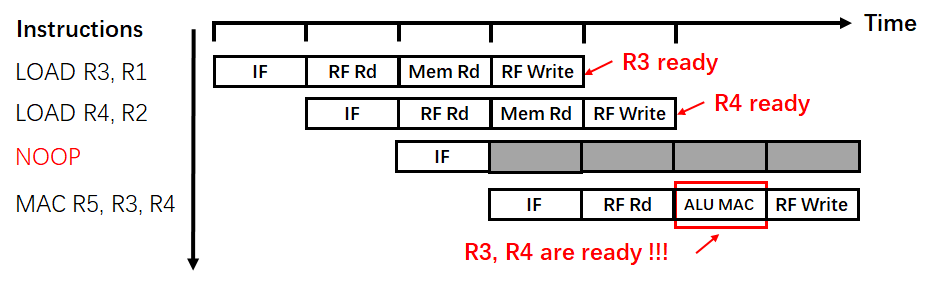 Instructions
Time
LOAD R3, R1
IF
RF Rd
Mem Rd
RF Write
R3 ready
LOAD R4, R2
IF
RF Rd
Mem Rd
RF Write
R4 ready
NOOP
IF
MAC R5, R3, R4
IF
RF Rd
ALU MAC
RF Write
R3, R4 are ready !!!